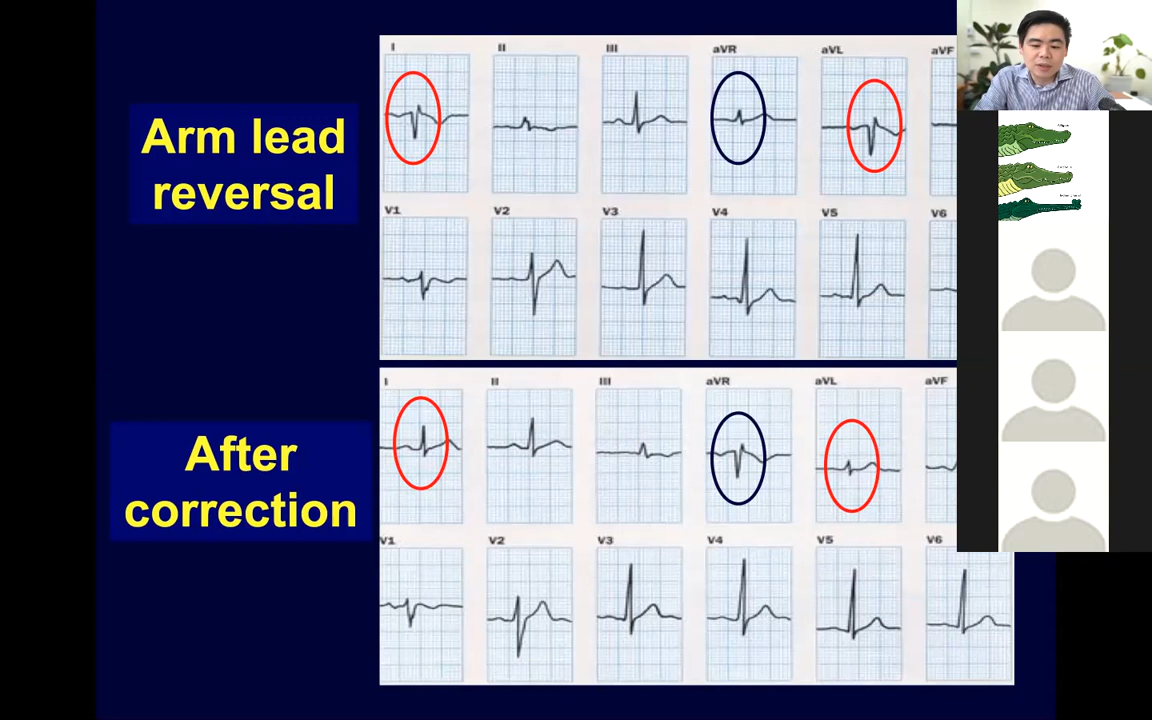 Arm lead
reversal
I II III aVR aVL aVF
V1 V2 V3 V4 V5 V6
After
correction
I II III aVR aVL aVF
V1 V2 V3 V4 V5 V6